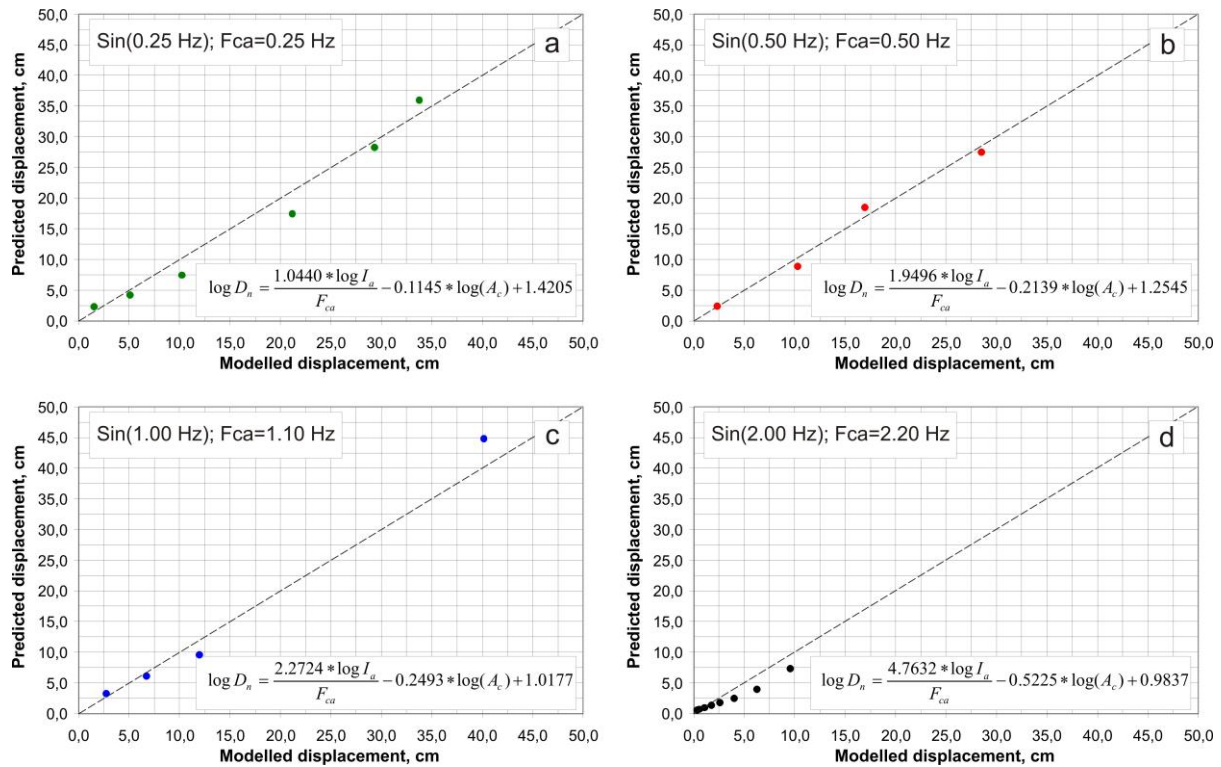 50,0
45,0
40,0
35,0
30,0
25,0
20,0
15,0
10,0
5,0
0,0
Predicted displacement, cm
Sin(0.25 Hz); Fca=0.25 Hz
a
log D_n = 1.0440 * log I_a / F_ca − 0.1145 * log(A_c) + 1.4205
0,0 5,0 10,0 15,0 20,0 25,0 30,0 35,0 40,0 45,0 50,0
Modelled displacement, cm
50,0
45,0
40,0
35,0
30,0
25,0
20,0
15,0
10,0
5,0
0,0
Predicted displacement, cm
Sin(0.50 Hz); Fca=0.50 Hz
b
log D_n = 1.9496 * log I_a / F_ca − 0.2139 * log(A_c) + 1.2545
0,0 5,0 10,0 15,0 20,0 25,0 30,0 35,0 40,0 45,0 50,0
Modelled displacement, cm
50,0
45,0
40,0
35,0
30,0
25,0
20,0
15,0
10,0
5,0
0,0
Predicted displacement, cm
Sin(1.00 Hz); Fca=1.10 Hz
c
log D_n = 2.2724 * log I_a / F_ca − 0.2493 * log(A_c) + 1.0177
0,0 5,0 10,0 15,0 20,0 25,0 30,0 35,0 40,0 45,0 50,0
Modelled displacement, cm
50,0
45,0
40,0
35,0
30,0
25,0
20,0
15,0
10,0
5,0
0,0
Predicted displacement, cm
Sin(2.00 Hz); Fca=2.20 Hz
d
log D_n = 4.7632 * log I_a / F_ca − 0.5225 * log(A_c) + 0.9837
0,0 5,0 10,0 15,0 20,0 25,0 30,0 35,0 40,0 45,0 50,0
Modelled displacement, cm